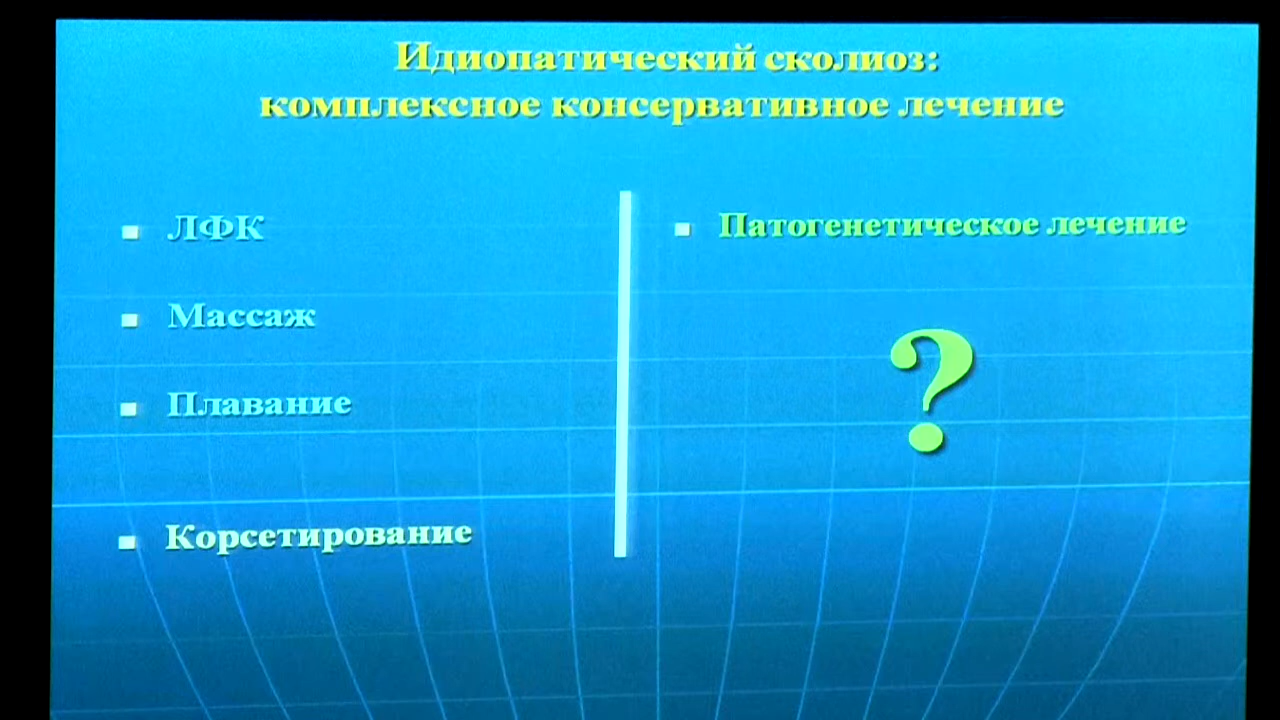 Идиопатический сколиоз:
комплексное консервативное лечение
ЛФК
Массаж
Плавание
Корсетирование
Патогенетическое лечение
?